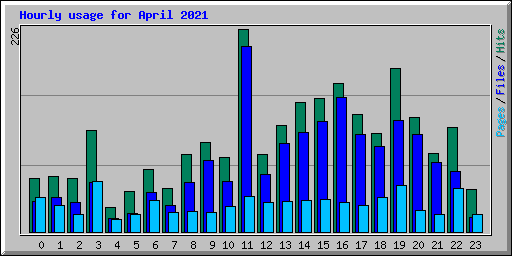 Hourly usage for April 2021
226
Pages / Files / Hits
0 1 2 3 4 5 6 7 8 9 10 11 12 13 14 15 16 17 18 19 20 21 22 23